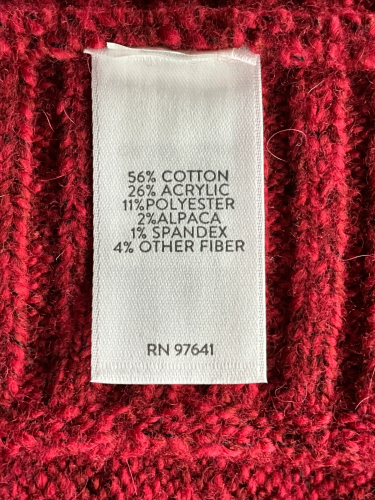 56% COTTON
26% ACRYLIC
11%POLYESTER
2%ALPACA
1% SPANDEX
4% OTHER FIBER
RN 97641